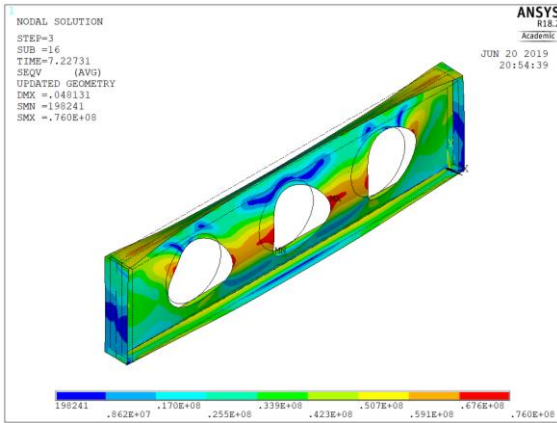 1
NODAL SOLUTION
STEP=3
SUB =16
TIME=7.22731
SEQV (AVG)
UPDATED GEOMETRY
DMX =.048131
SMN =198241
SMX =.760E+08
ANSYS
R18.2
Academic
JUN 20 2019
20:54:39
Y
X
MN
198241 .170E+08 .339E+08 .507E+08 .676E+08
.862E+07 .255E+08 .423E+08 .591E+08 .760E+08